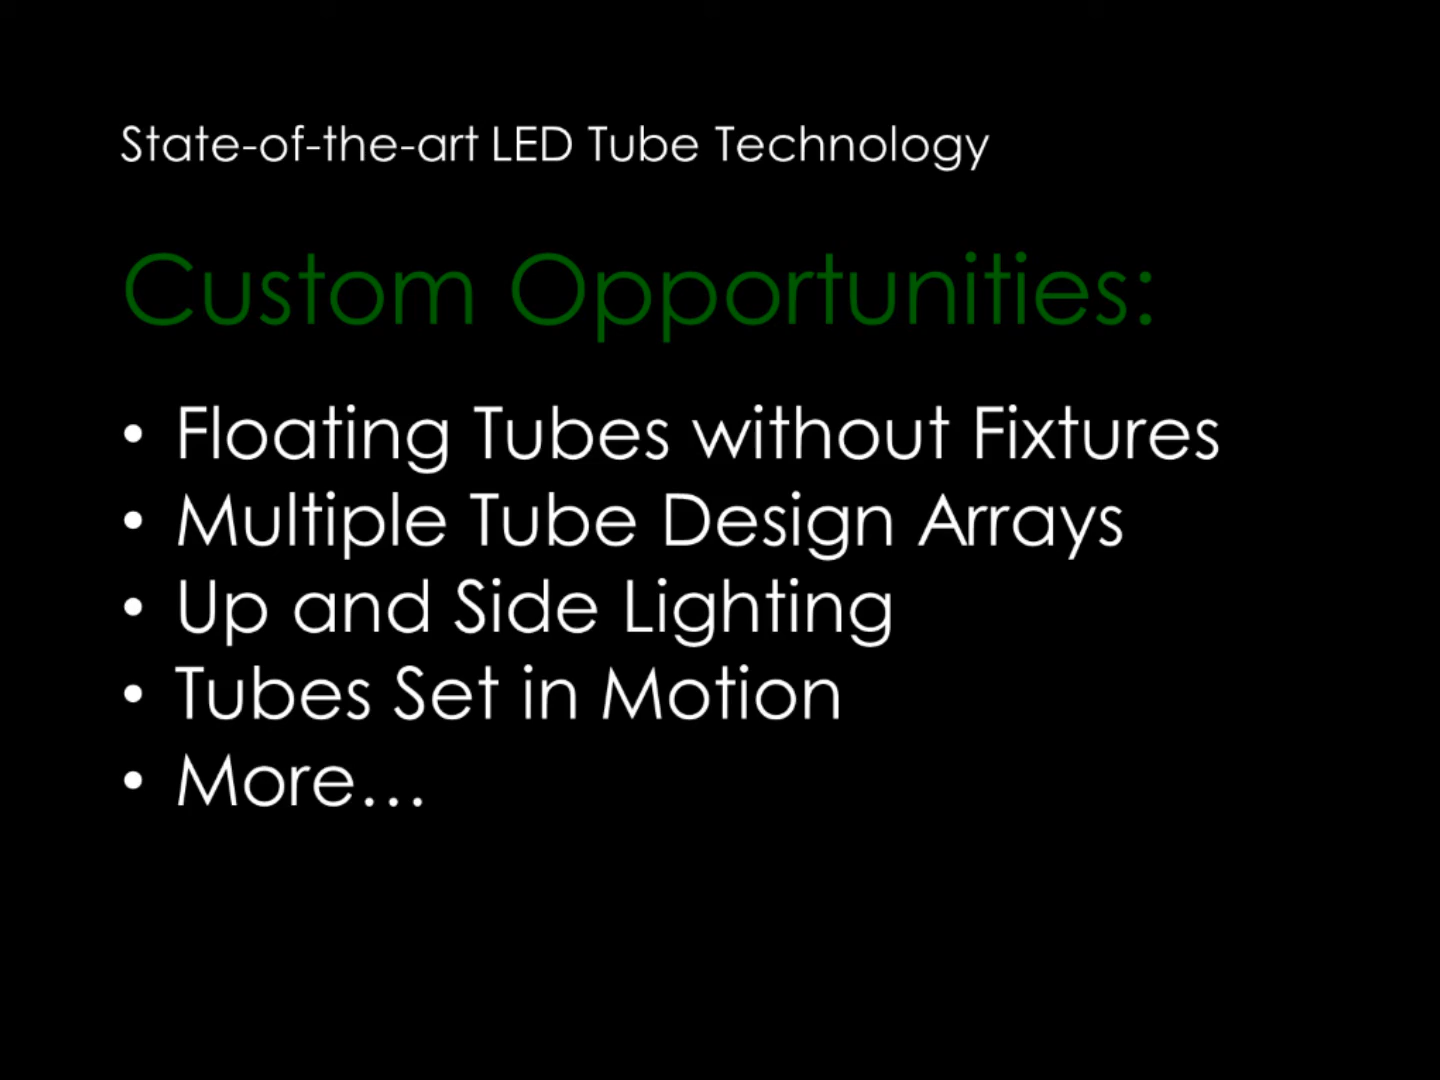 State-of-the-art LED Tube Technology
Custom Opportunities:
• Floating Tubes without Fixtures
• Multiple Tube Design Arrays
• Up and Side Lighting
• Tubes Set in Motion
• More…